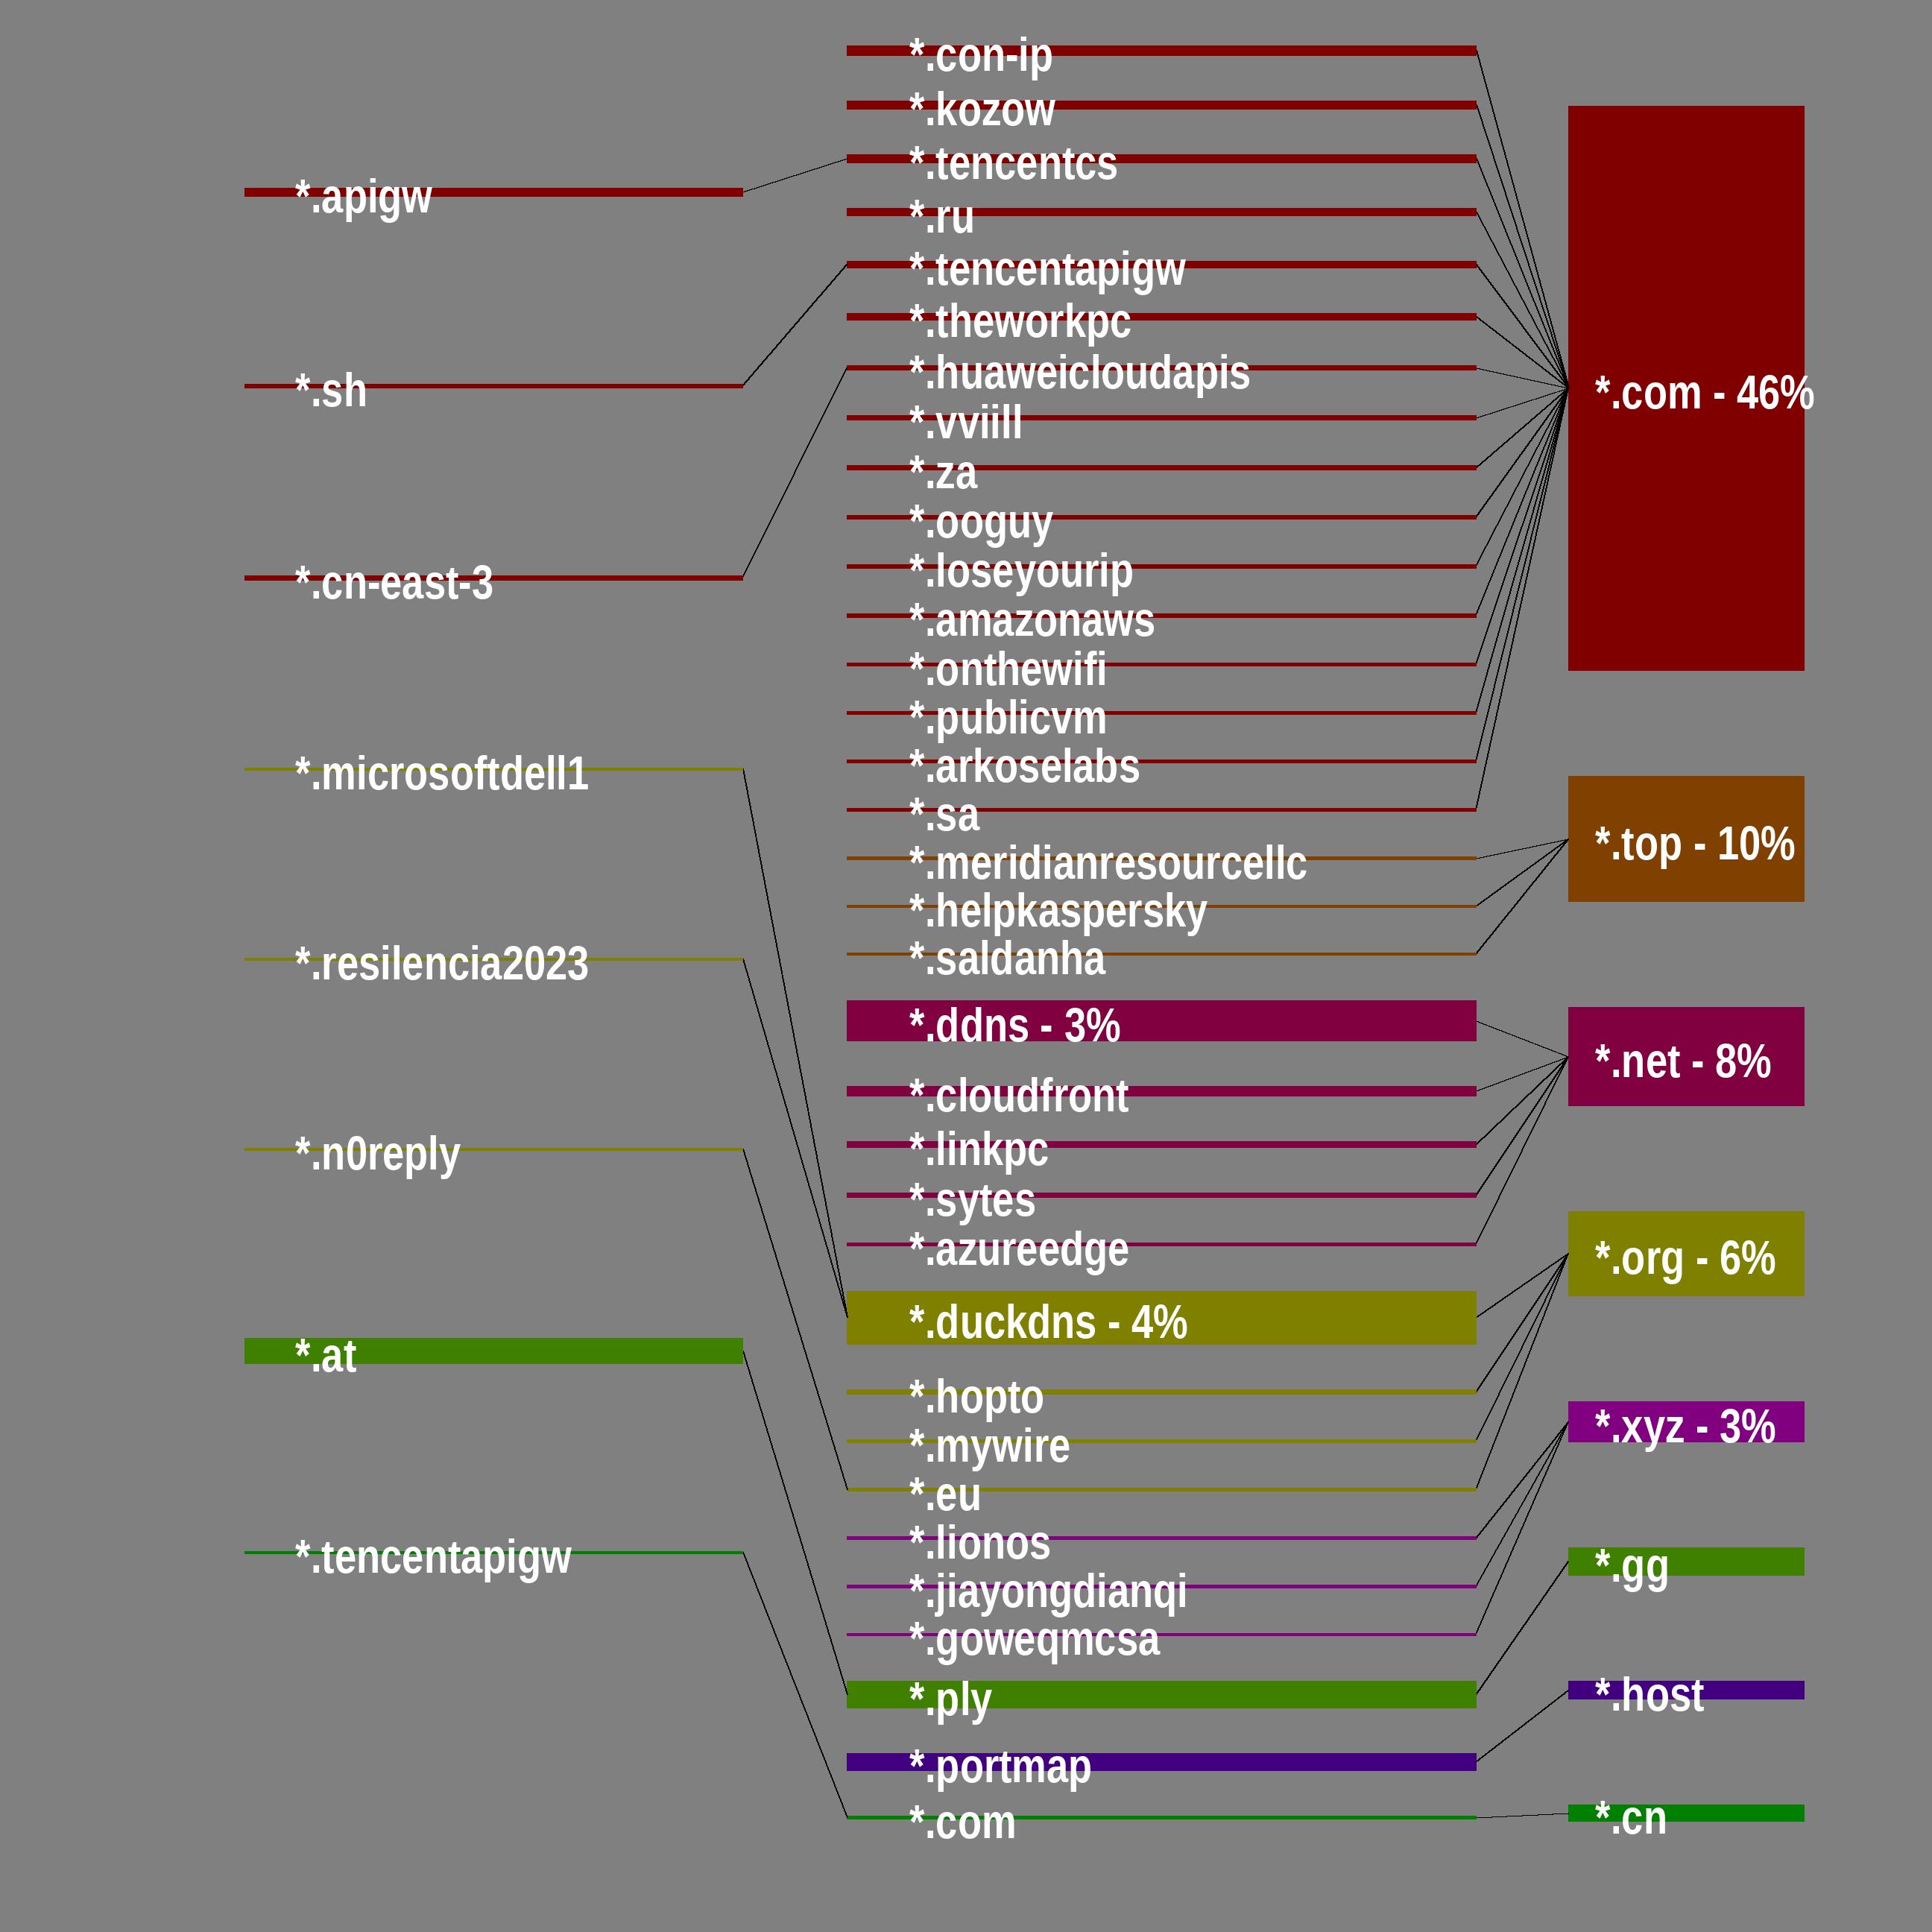 *.apigw
*.sh
*.cn-east-3
*.microsoftdell1
*.resilencia2023
*.n0reply
*.at
*.tencentapigw
*.con-ip
*.kozow
*.tencentcs
*.ru
*.tencentapigw
*.theworkpc
*.huaweicloudapis
*.vviill
*.za
*.ooguy
*.loseyourip
*.amazonaws
*.onthewifi
*.publicvm
*.arkoselabs
*.sa
*.meridianresourcellc
*.helpkaspersky
*.saldanha
*.ddns - 3%
*.cloudfront
*.linkpc
*.sytes
*.azureedge
*.duckdns - 4%
*.hopto
*.mywire
*.eu
*.lionos
*.jiayongdianqi
*.goweqmcsa
*.ply
*.portmap
*.com
*.com - 46%
*.top - 10%
*.net - 8%
*.org - 6%
*.xyz - 3%
*.gg
*.host
*.cn